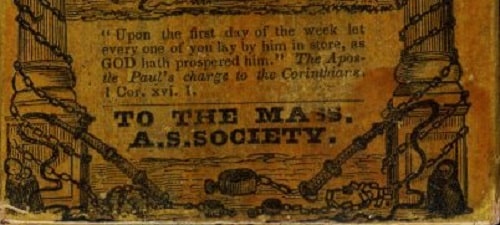 “Upon the first day of the week let
every one of you lay by him in store, as
GOD hath prospered him.” The Apos-
tle Paul's charge to the Corinthians.
1 Cor. xvi. 1.
TO THE MASS.
A.S.SOCIETY.